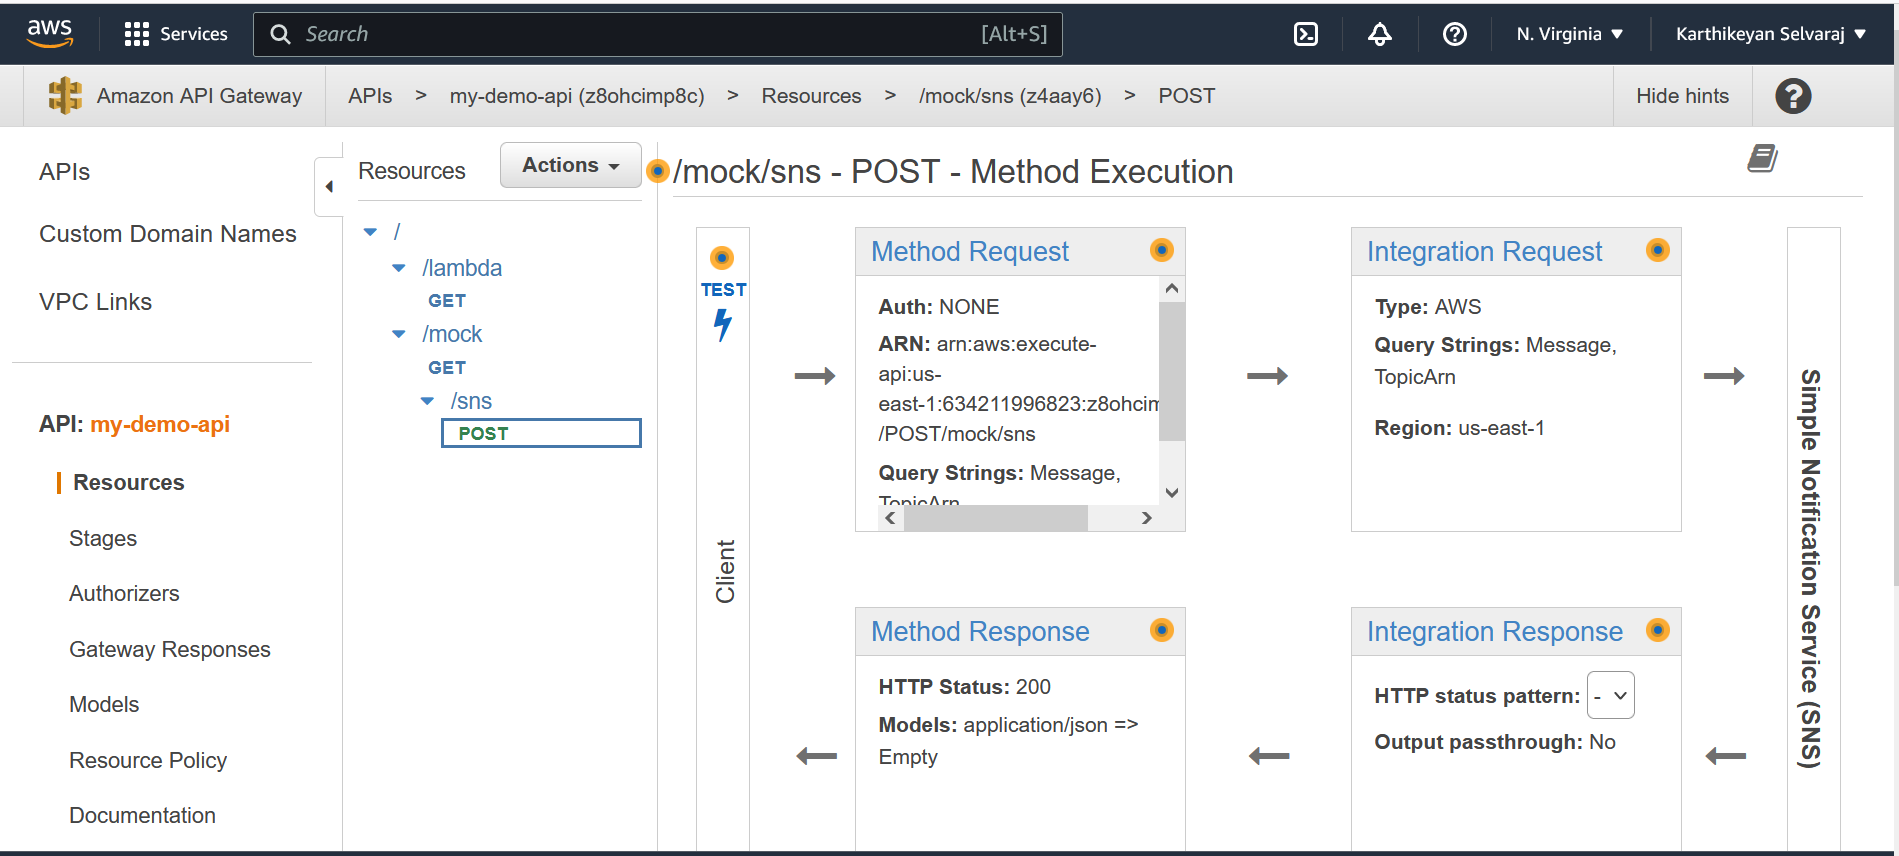 aws
Services
Search
[Alt+S]
N. Virginia
Karthikeyan Selvaraj
Amazon API Gateway
APIs > my-demo-api (z8ohcimp8c) > Resources > /mock/sns (z4aay6) > POST
Hide hints
?
APIs
Custom Domain Names
VPC Links
API: my-demo-api
Resources
Stages
Authorizers
Gateway Responses
Models
Resource Policy
Documentation
Resources
Actions
/
/lambda
GET
/mock
GET
/sns
POST
/mock/sns - POST - Method Execution
TEST
Client
Method Request
Auth: NONE
ARN: arn:aws:execute-
api:us-
east-1:634211996823:z8ohcim
/POST/mock/sns
Query Strings: Message,
TopicArn
Integration Request
Type: AWS
Query Strings: Message,
TopicArn
Region: us-east-1
Method Response
HTTP Status: 200
Models: application/json =>
Empty
Integration Response
HTTP status pattern: -
Output passthrough: No
Simple Notification Service (SNS)